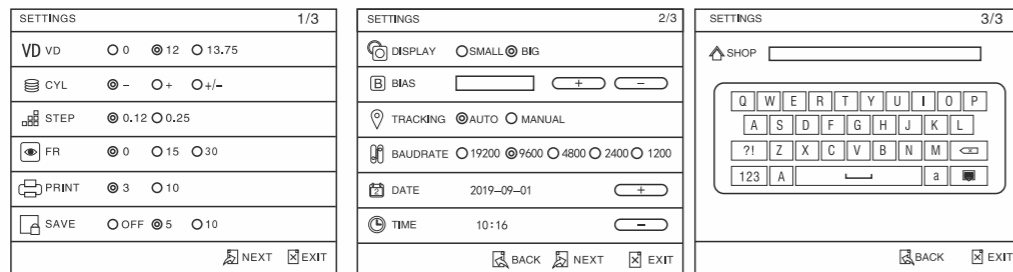 SETTINGS 1/3
VD VD 0 12 13.75
CYL - + +/-
STEP 0.12 0.25
FR 0 15 30
PRINT 3 10
SAVE OFF 5 10
NEXT EXIT
SETTINGS 2/3
DISPLAY SMALL BIG
B BIAS + -
TRACKING AUTO MANUAL
BAUDRATE 19200 9600 4800 2400 1200
2 DATE 2019-09-01 +
TIME 10:16 -
BACK NEXT EXIT
SETTINGS 3/3
SHOP
Q W E R T Y U I O P
A S D F G H J K L
?! Z X C V B N M
123 A a
BACK EXIT